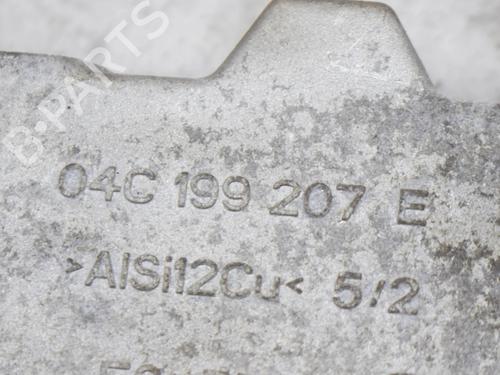 B-PARTS
04C 199 207 E
>AlSi12Cu< 5/2